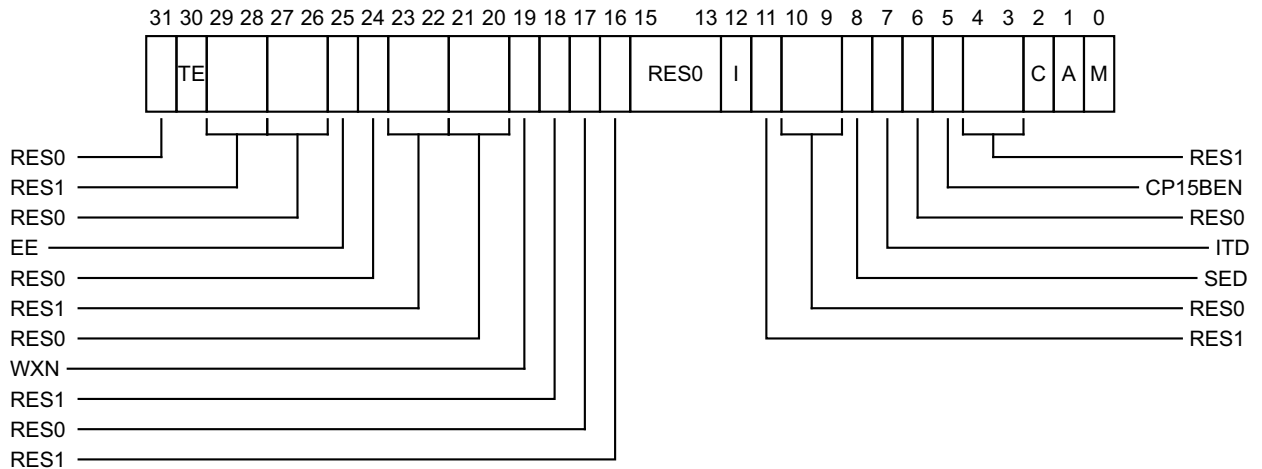 31 30 29 28 27 26 25 24 23 22 21 20 19 18 17 16 15 13 12 11 10 9 8 7 6 5 4 3 2 1 0
TE RES0 I C A M
RES0 RES1
RES1 CP15BEN
RES0 RES0
EE ITD
RES0 SED
RES1 RES0
RES0 RES1
WXN
RES1
RES0
RES1